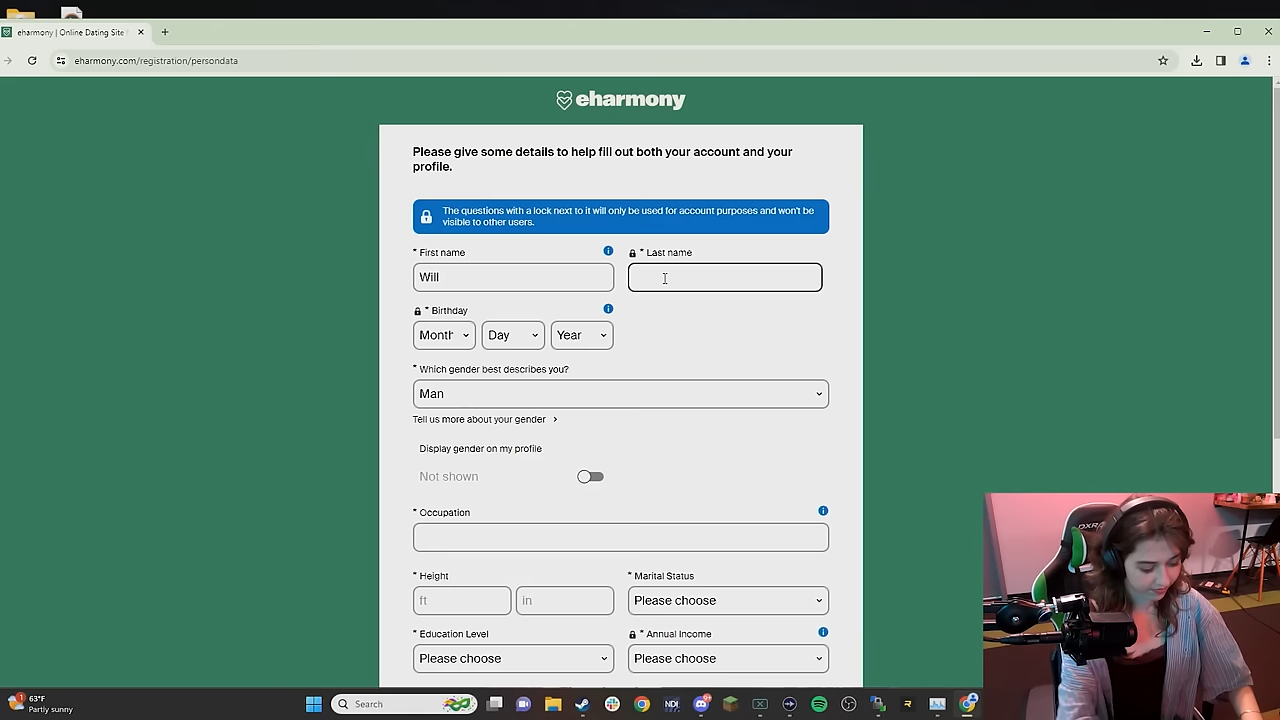 eharmony | Online Dating Site
eharmony.com/registration/persondata
eharmony
Please give some details to help fill out both your account and your
profile.
The questions with a lock next to it will only be used for account purposes and won't be
visible to other users.
* First name
* Last name
Will
* Birthday
Month
Day
Year
* Which gender best describes you?
Man
Tell us more about your gender >
Display gender on my profile
Not shown
* Occupation
* Height
* Marital Status
ft
in
Please choose
* Education Level
* Annual Income
Please choose
Please choose
DXR
1
63°F
Partly sunny
Search
NDI